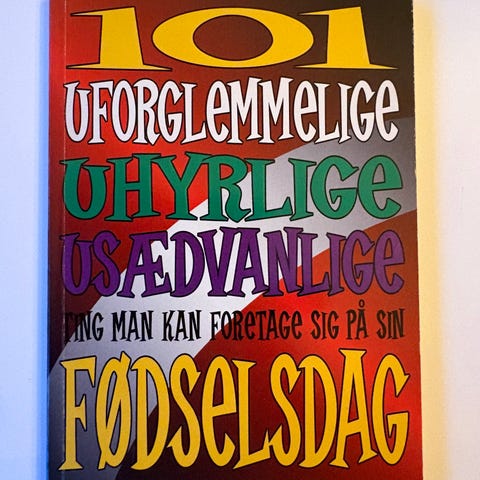 101
UFORGLEMMELIGE
UHYRLIGE
USÆDVANLIGE
TING MAN KAN FORETAGE SIG PÅ SIN
FØDSELSDAG